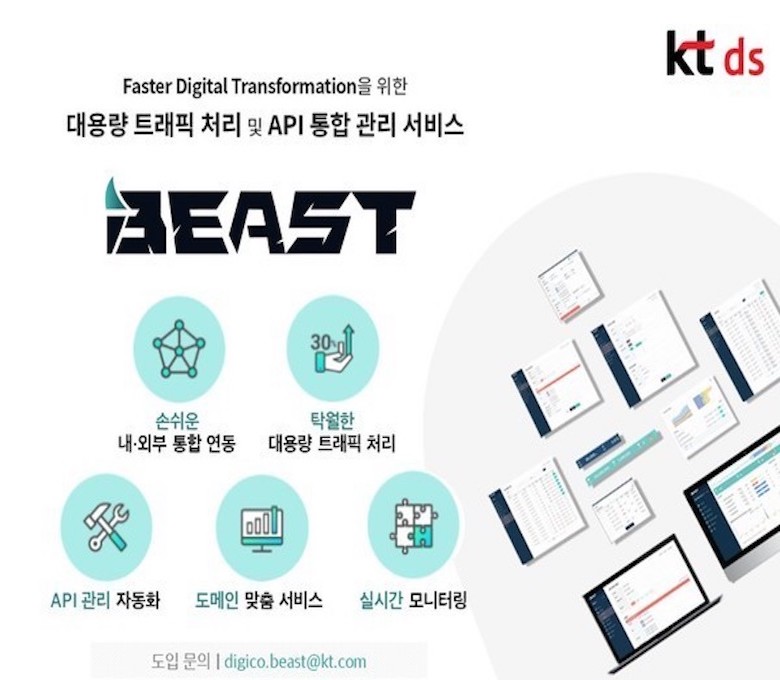 kt ds
Faster Digital Transformation을 위한
대용량 트래픽 처리 및 API 통합 관리 서비스
BEAST
30%
손쉬운
내·외부 통합 연동
탁월한
대용량 트래픽 처리
API 관리 자동화
도메인 맞춤 서비스
실시간 모니터링
도입 문의 | digico.beast@kt.com